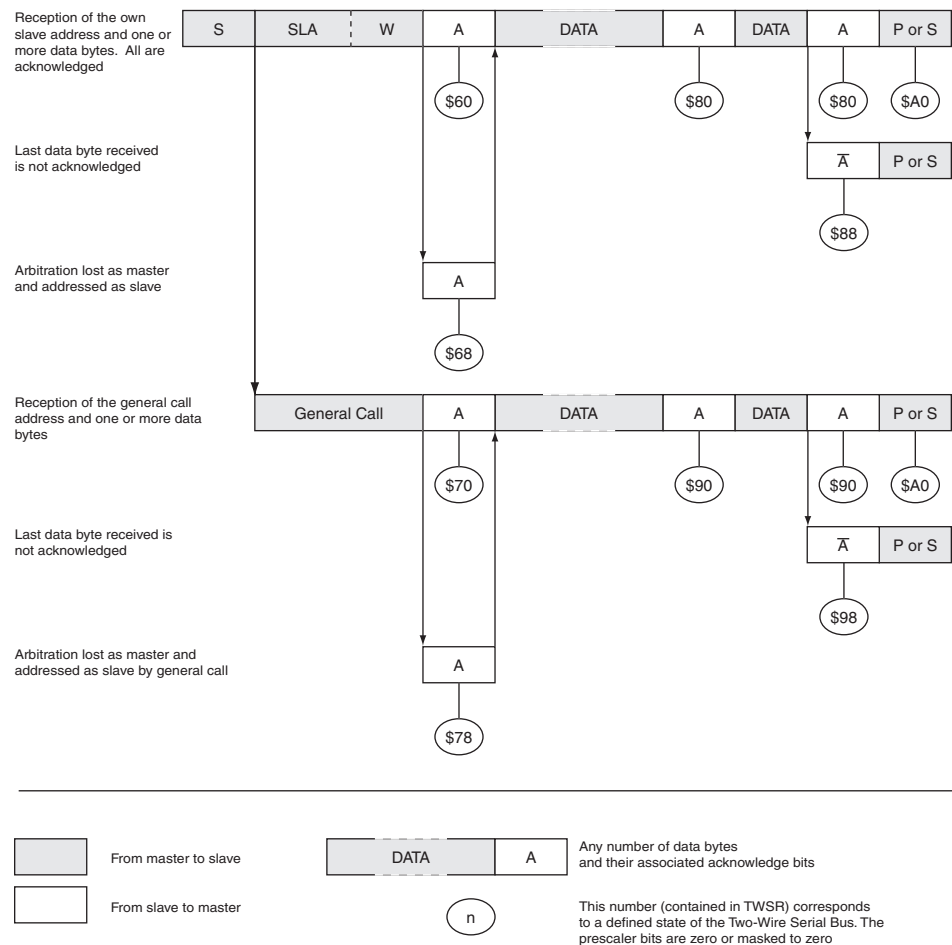 Reception of the own
slave address and one or
more data bytes. All are
acknowledged
S SLA W A DATA A DATA A P or S
$60 $80 $80 $A0
Last data byte received
is not acknowledged
A̅ P or S
$88
Arbitration lost as master
and addressed as slave
A
$68
Reception of the general call
address and one or more data
bytes
General Call A DATA A DATA A P or S
$70 $90 $90 $A0
Last data byte received is
not acknowledged
A̅ P or S
$98
Arbitration lost as master and
addressed as slave by general call
A
$78
From master to slave
DATA A
Any number of data bytes
and their associated acknowledge bits
From slave to master
n
This number (contained in TWSR) corresponds
to a defined state of the Two-Wire Serial Bus. The
prescaler bits are zero or masked to zero